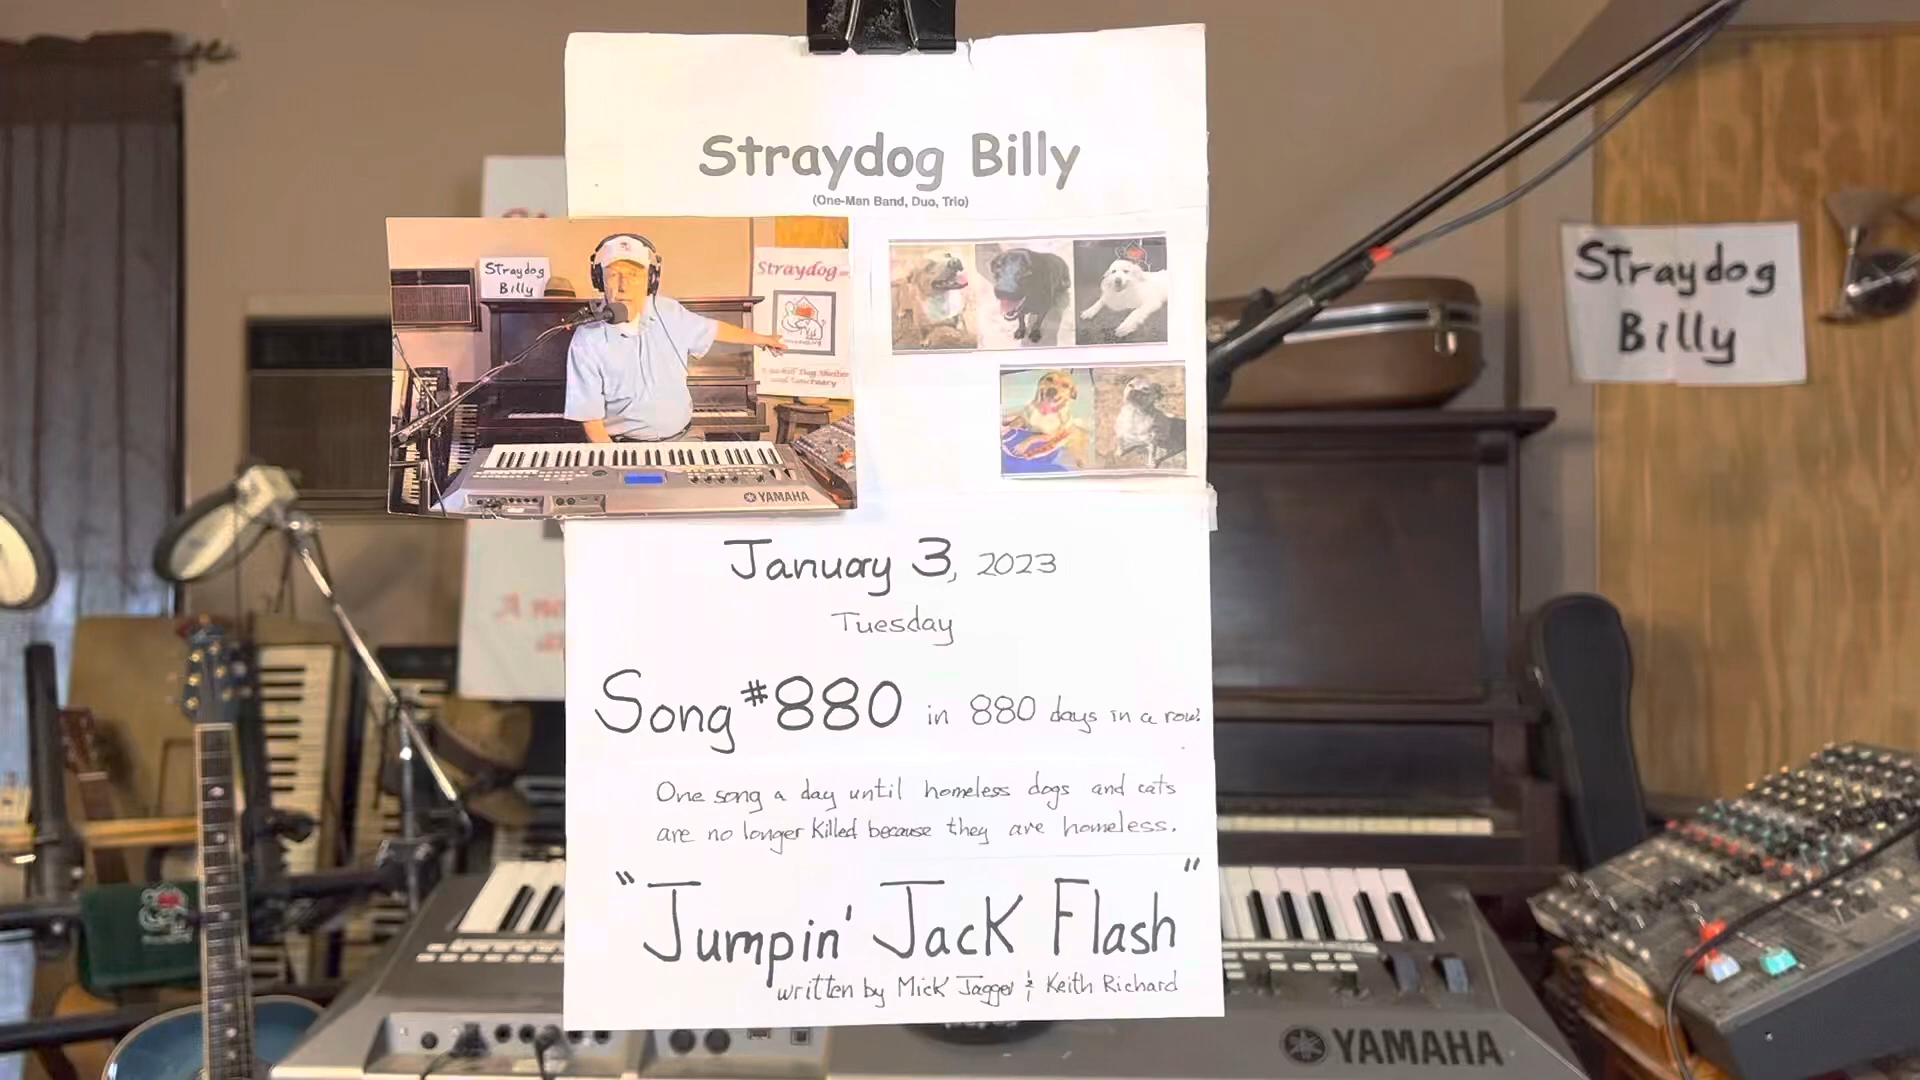 Straydog Billy
(One-Man Band, Duo, Trio)
Straydog
Billy
Straydog
YAMAHA
January 3, 2023
Tuesday
Song #880 in 880 days in a row!
One song a day until homeless dogs and cats
are no longer killed because they are homeless.
"Jumpin' Jack Flash"
written by Mick Jagger & Keith Richard
Straydog
Billy
YAMAHA